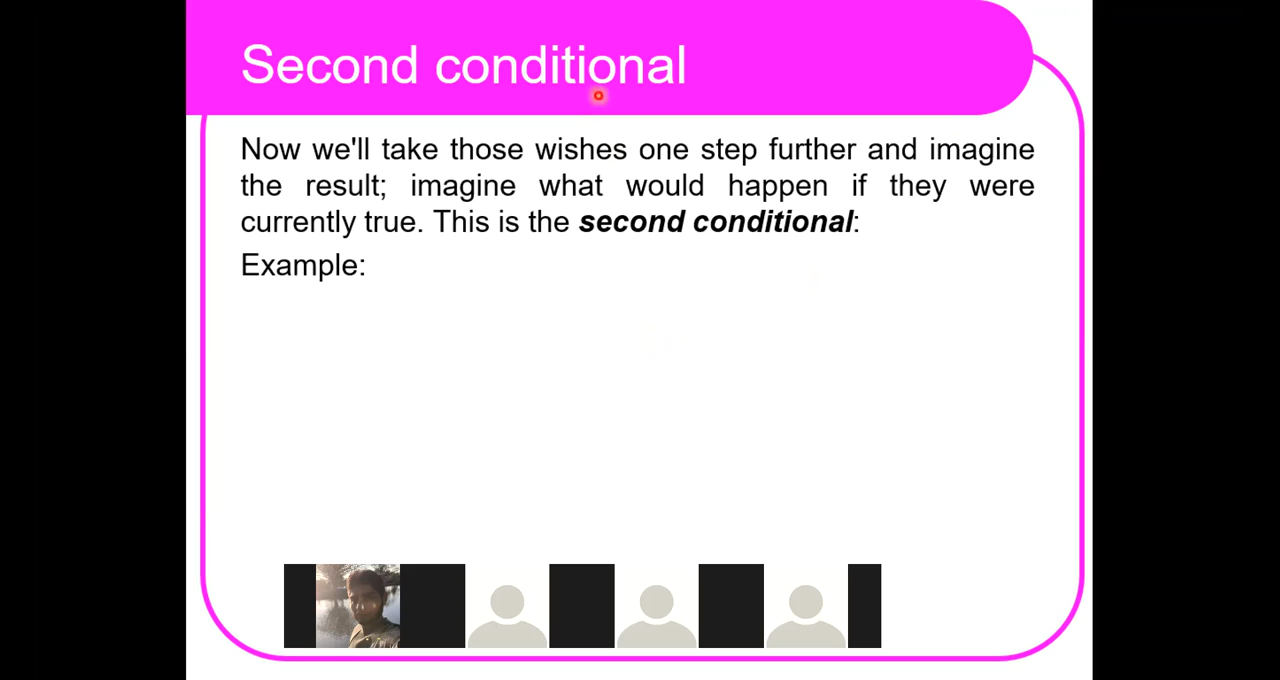 Second conditional
Now we'll take those wishes one step further and imagine
the result; imagine what would happen if they were
currently true. This is the second conditional:
Example: